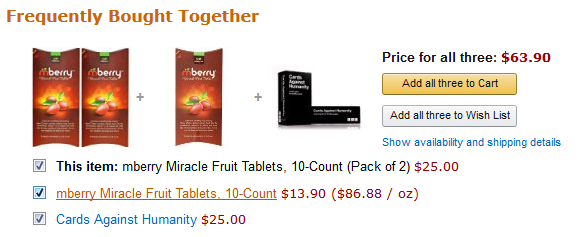 Frequently Bought Together
mberry
mberry
mberry
+
+
Cards
Against
Humanity
Price for all three: $63.90
Add all three to Cart
Add all three to Wish List
Show availability and shipping details
This item: mberry Miracle Fruit Tablets, 10-Count (Pack of 2) $25.00
mberry Miracle Fruit Tablets, 10-Count $13.90 ($86.88 / oz)
Cards Against Humanity $25.00